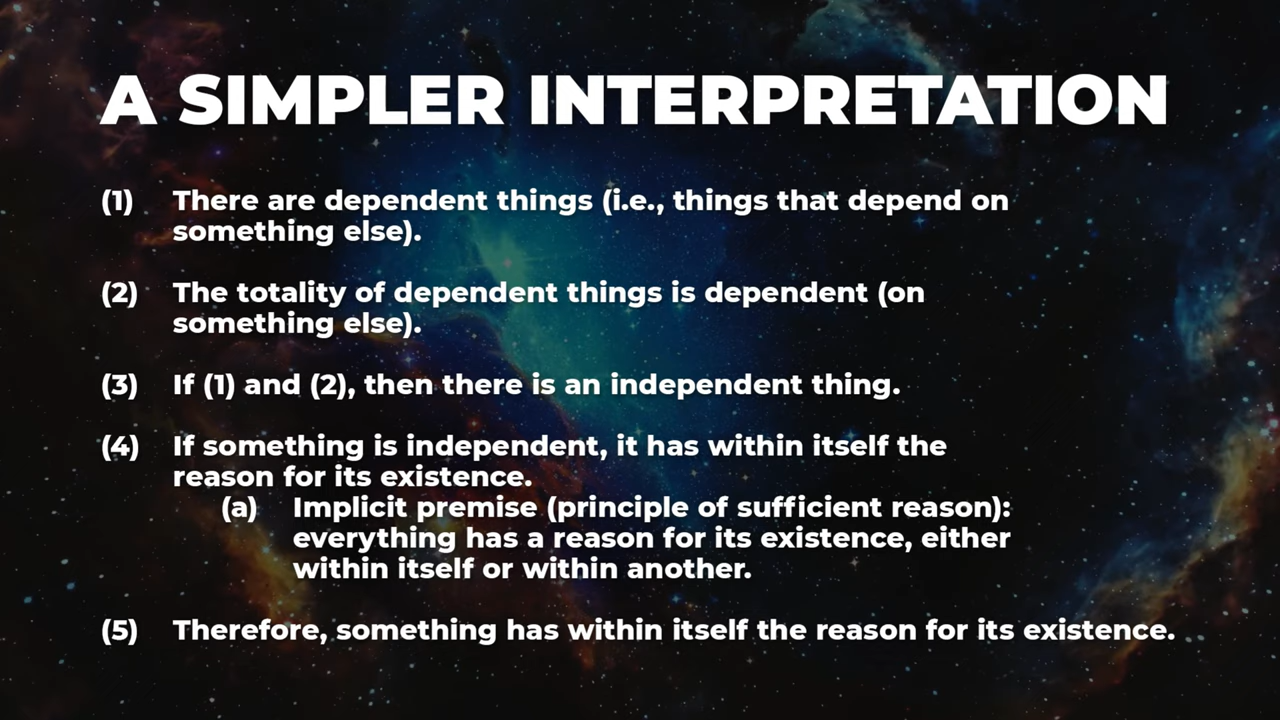 A SIMPLER INTERPRETATION
(1) There are dependent things (i.e., things that depend on
something else).
(2) The totality of dependent things is dependent (on
something else).
(3) If (1) and (2), then there is an independent thing.
(4) If something is independent, it has within itself the
reason for its existence.
(a) Implicit premise (principle of sufficient reason):
everything has a reason for its existence, either
within itself or within another.
(5) Therefore, something has within itself the reason for its existence.